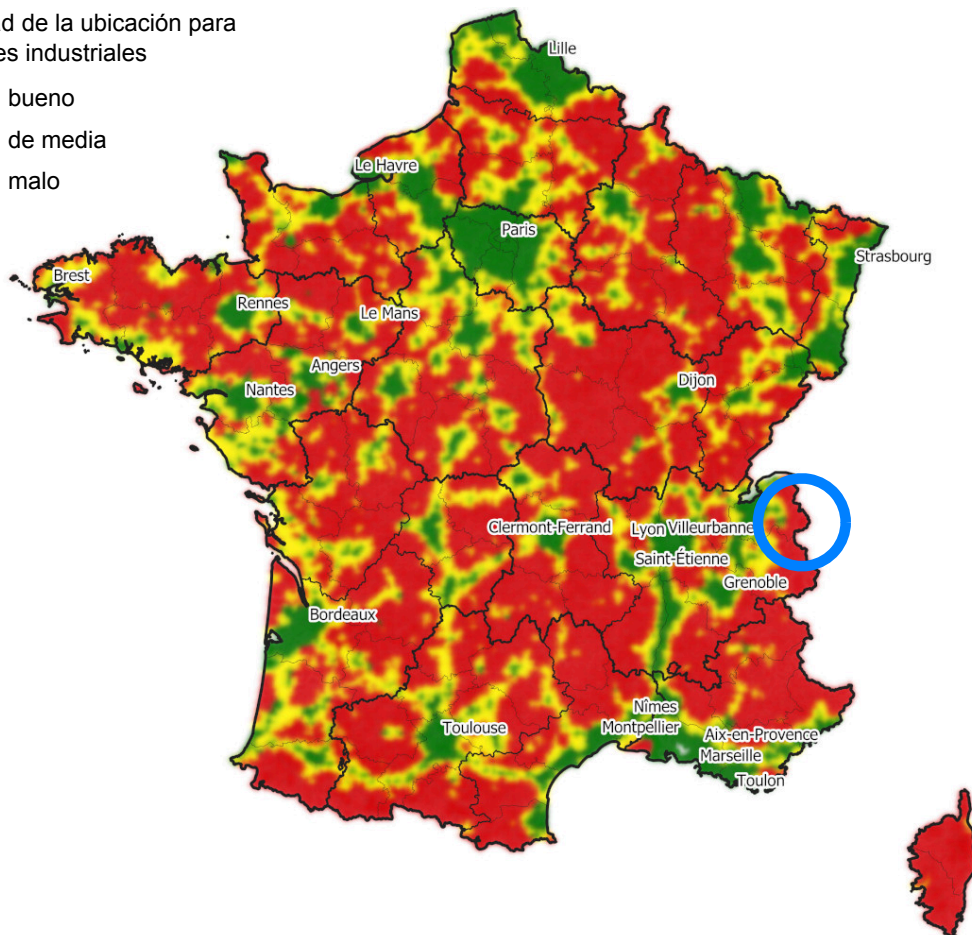 ad de la ubicación para
es industriales
bueno
de media
malo
Lille
Le Havre
Paris
Strasbourg
Brest
Rennes
Le Mans
Angers
Dijon
Nantes
Clermont-Ferrand
Lyon Villeurbanne
Saint-Étienne
Grenoble
Bordeaux
Nîmes
Toulouse
Montpellier
Aix-en-Provence
Marseille
Toulon